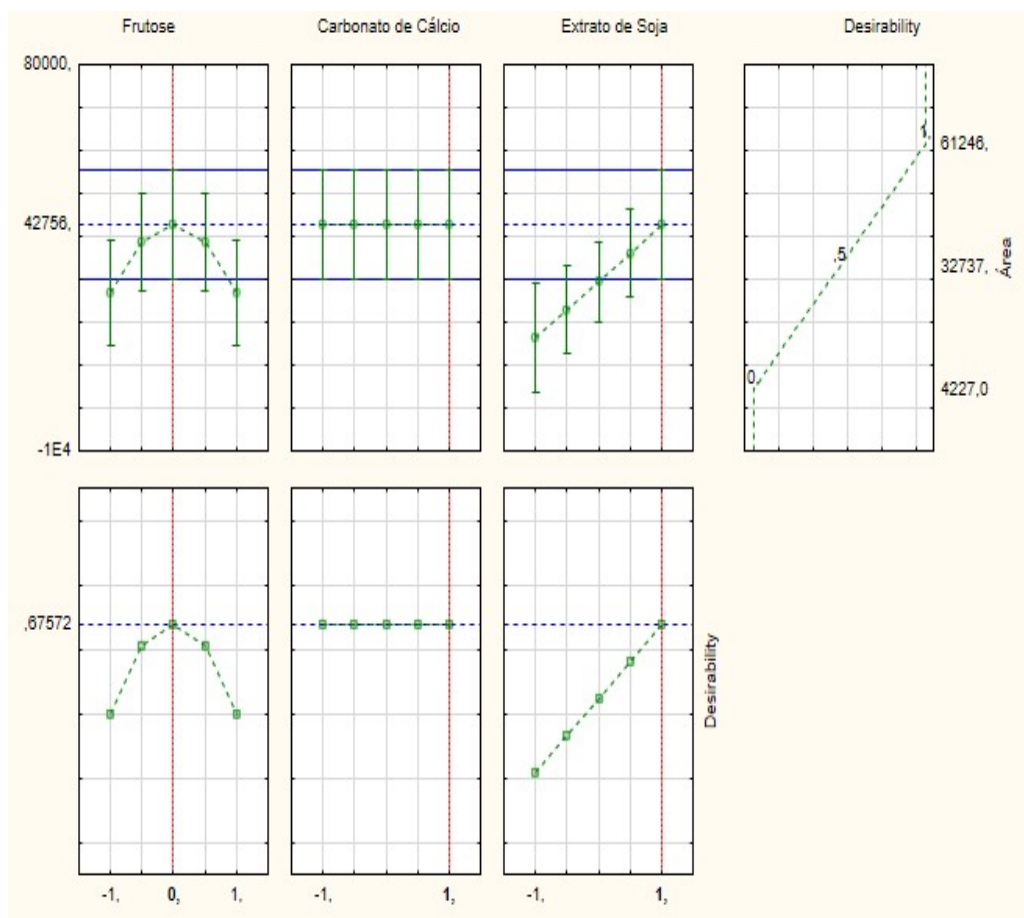 Frutose Carbonato de Cálcio Extrato de Soja Desirability
80000,
1,
61246,
42756,
,5
32737,
Área
0
4227,0
-1E4
,67572
Desirability
-1, 0, 1, -1, 1, -1, 1,